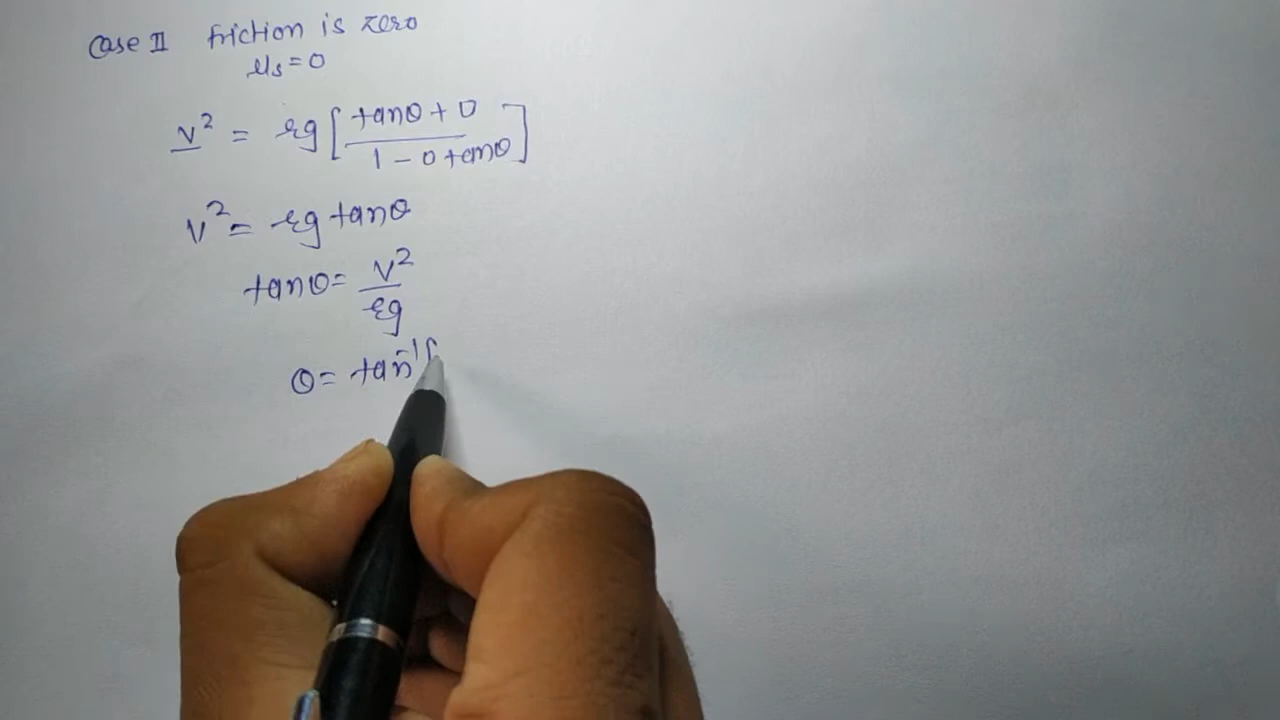 Case II friction is zero
μs = 0
v² = rg [ tanθ + 0 / 1 - 0 tanθ ]
v² = rg tanθ
tanθ = v² / rg
θ = tan⁻¹(